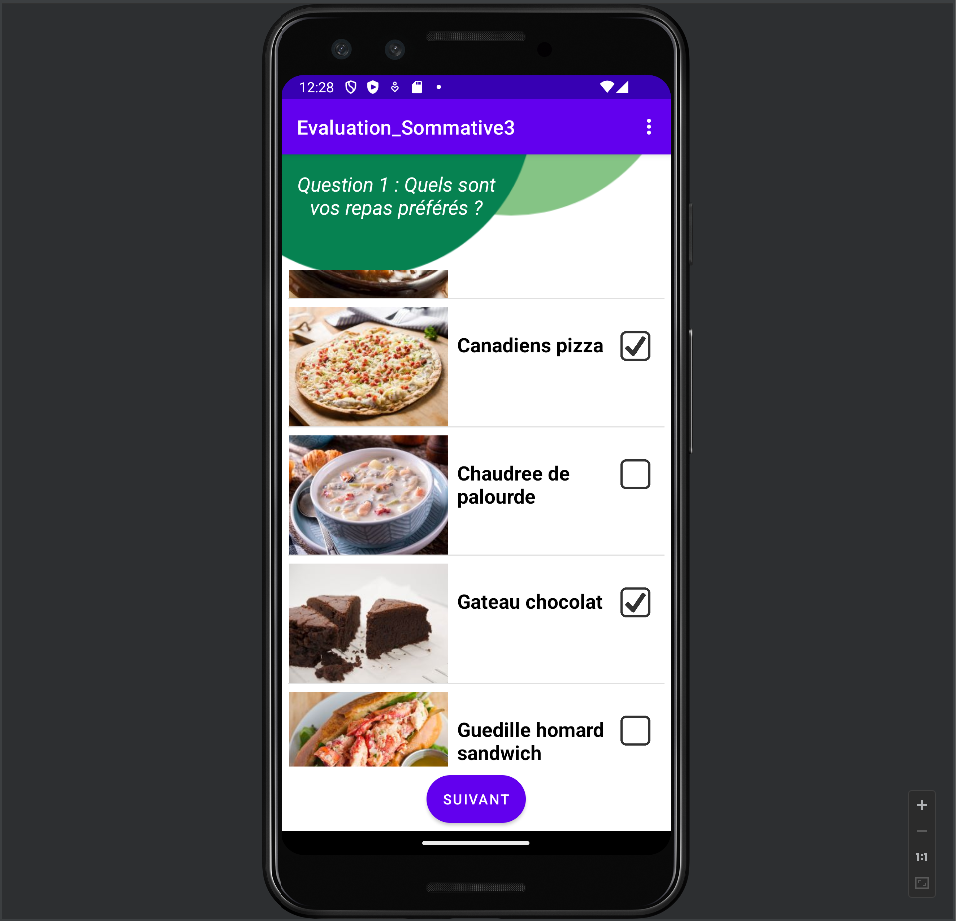 12:28
Evaluation_Sommative3
Question 1 : Quels sont
vos repas préférés ?
Canadiens pizza
Chaudree de
palourde
Gateau chocolat
Guedille homard
sandwich
SUIVANT
1:1